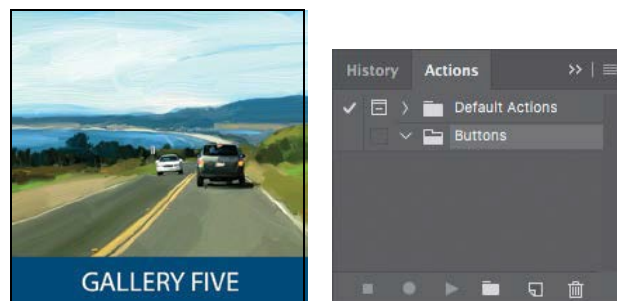 GALLERY FIVE
History Actions
Default Actions
Buttons